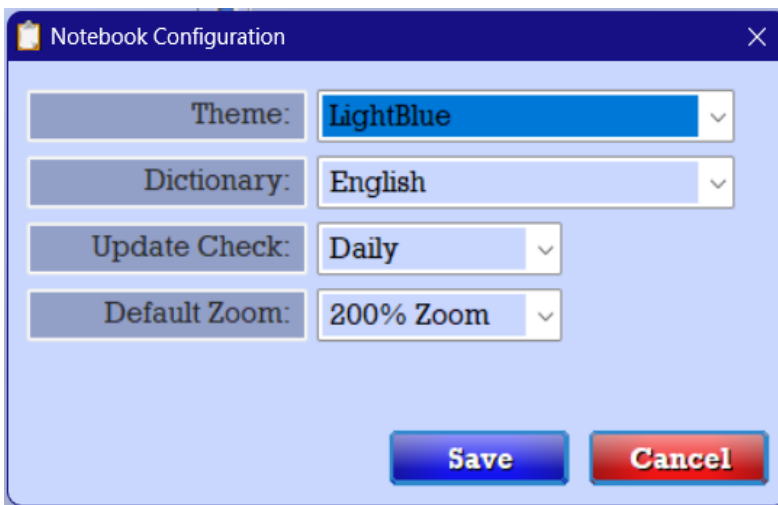 Notebook Configuration
Theme: LightBlue
Dictionary: English
Update Check: Daily
Default Zoom: 200% Zoom
Save Cancel